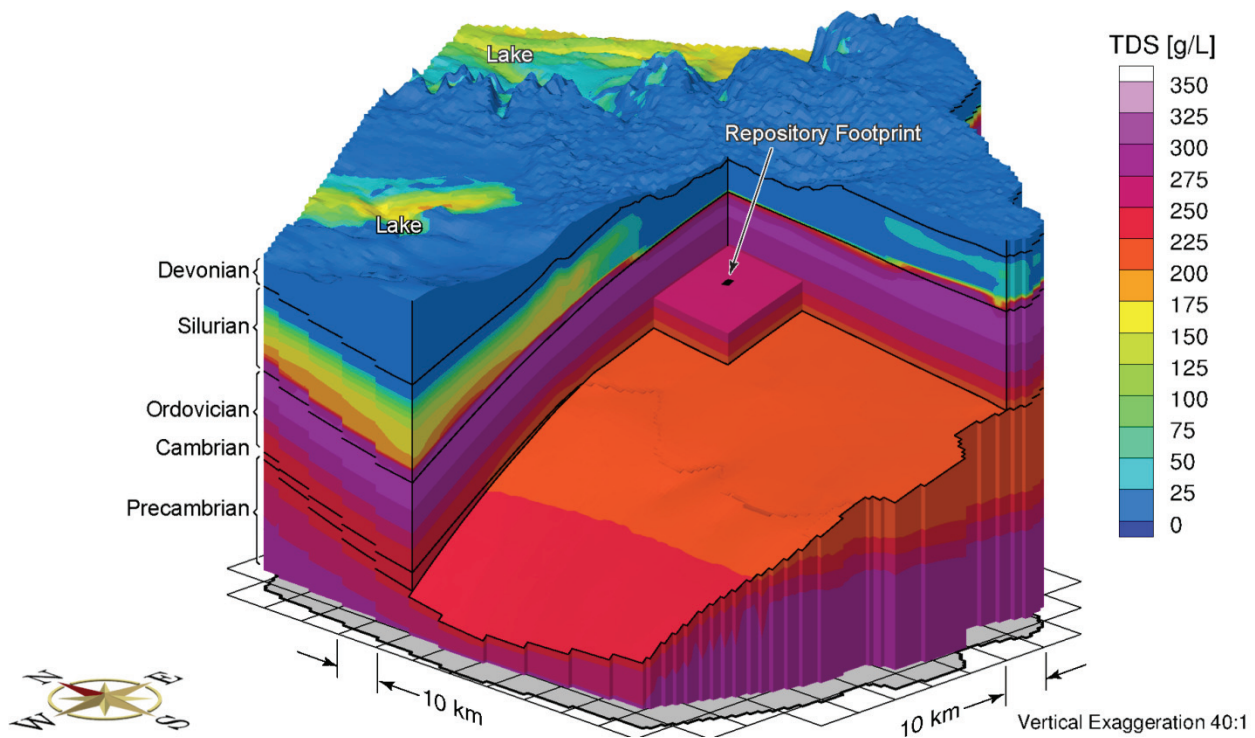 Lake
TDS [g/L]
350
325
300
275
250
225
200
175
150
125
100
75
50
25
0
Repository Footprint
Lake
Devonian
Silurian
Ordovician
Cambrian
Precambrian
N
E
W
S
10 km
10 km
Vertical Exaggeration 40:1